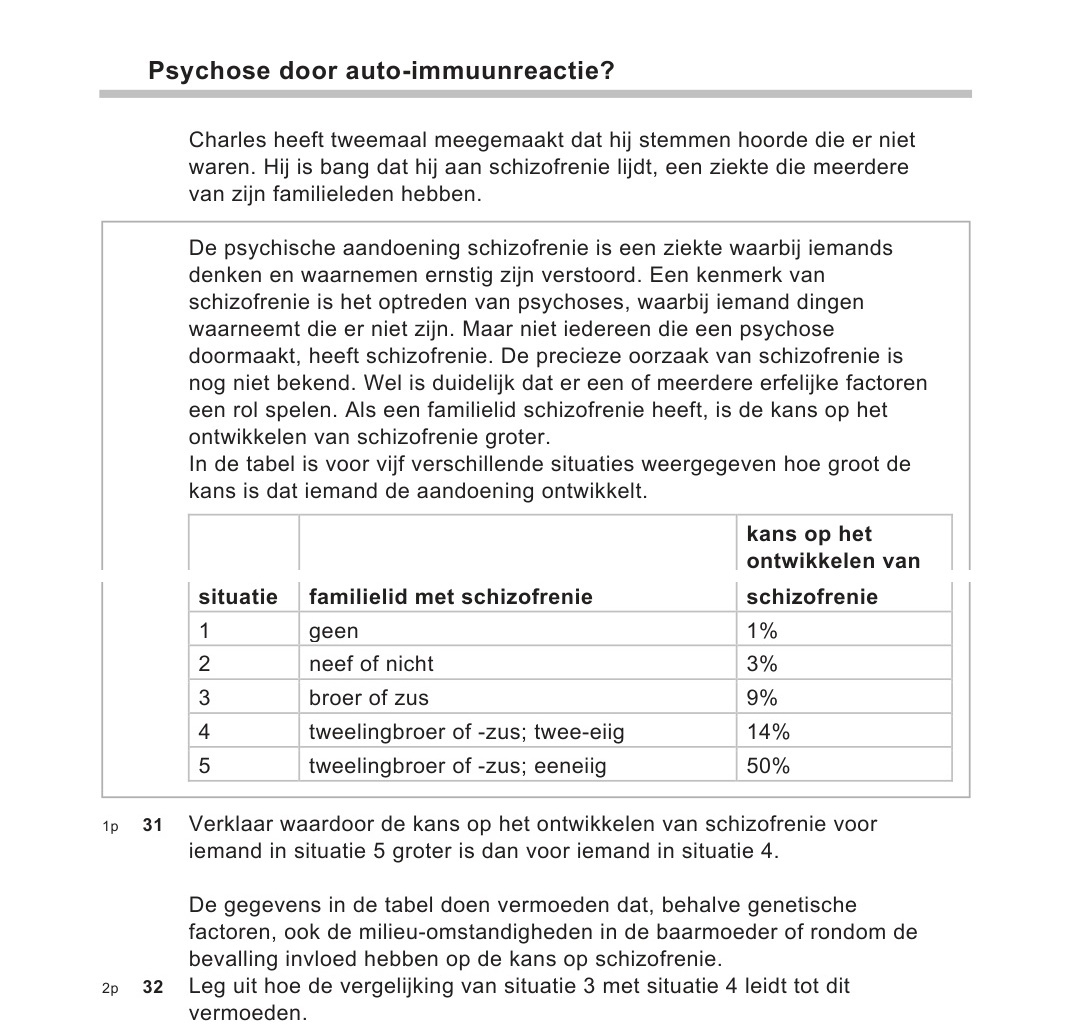 Psychose door auto-immuunreactie?
Charles heeft tweemaal meegemaakt dat hij stemmen hoorde die er niet
waren. Hij is bang dat hij aan schizofrenie lijdt, een ziekte die meerdere
van zijn familieleden hebben.
De psychische aandoening schizofrenie is een ziekte waarbij iemands
denken en waarnemen ernstig zijn verstoord. Een kenmerk van
schizofrenie is het optreden van psychoses, waarbij iemand dingen
waarneemt die er niet zijn. Maar niet iedereen die een psychose
doormaakt, heeft schizofrenie. De precieze oorzaak van schizofrenie is
nog niet bekend. Wel is duidelijk dat er een of meerdere erfelijke factoren
een rol spelen. Als een familielid schizofrenie heeft, is de kans op het
ontwikkelen van schizofrenie groter.
In de tabel is voor vijf verschillende situaties weergegeven hoe groot de
kans is dat iemand de aandoening ontwikkelt.
kans op het
ontwikkelen van
situatie familielid met schizofrenie schizofrenie
1 geen 1%
2 neef of nicht 3%
3 broer of zus 9%
4 tweelingbroer of -zus; twee-eiig 14%
5 tweelingbroer of -zus; eeneiig 50%
1p 31 Verklaar waardoor de kans op het ontwikkelen van schizofrenie voor
iemand in situatie 5 groter is dan voor iemand in situatie 4.
De gegevens in de tabel doen vermoeden dat, behalve genetische
factoren, ook de milieu-omstandigheden in de baarmoeder of rondom de
bevalling invloed hebben op de kans op schizofrenie.
2p 32 Leg uit hoe de vergelijking van situatie 3 met situatie 4 leidt tot dit
vermoeden.